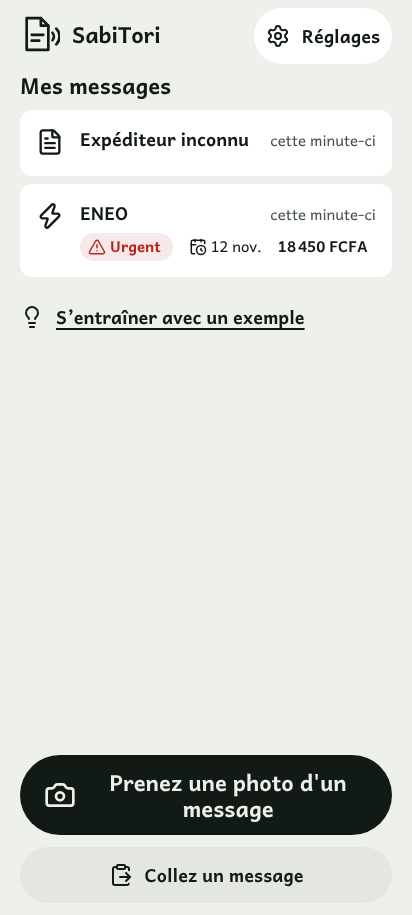 SabiTori
Réglages
Mes messages
Expéditeur inconnu cette minute-ci
ENEO cette minute-ci
Urgent 12 nov. 18 450 FCFA
S’entraîner avec un exemple
Prenez une photo d'un
message
Collez un message